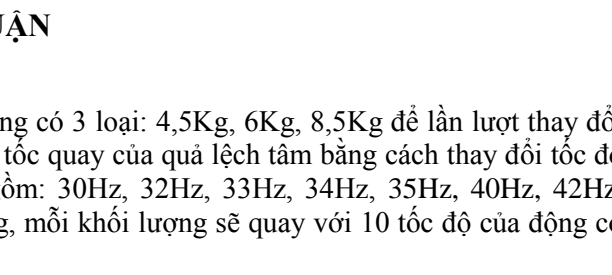 UẬN
ng có 3 loại: 4,5Kg, 6Kg, 8,5Kg để lần lượt thay đổ
tốc quay của quả lệch tâm bằng cách thay đổi tốc đ
ồm: 30Hz, 32Hz, 33Hz, 34Hz, 35Hz, 40Hz, 42Hz
g, mỗi khối lượng sẽ quay với 10 tốc độ của động c